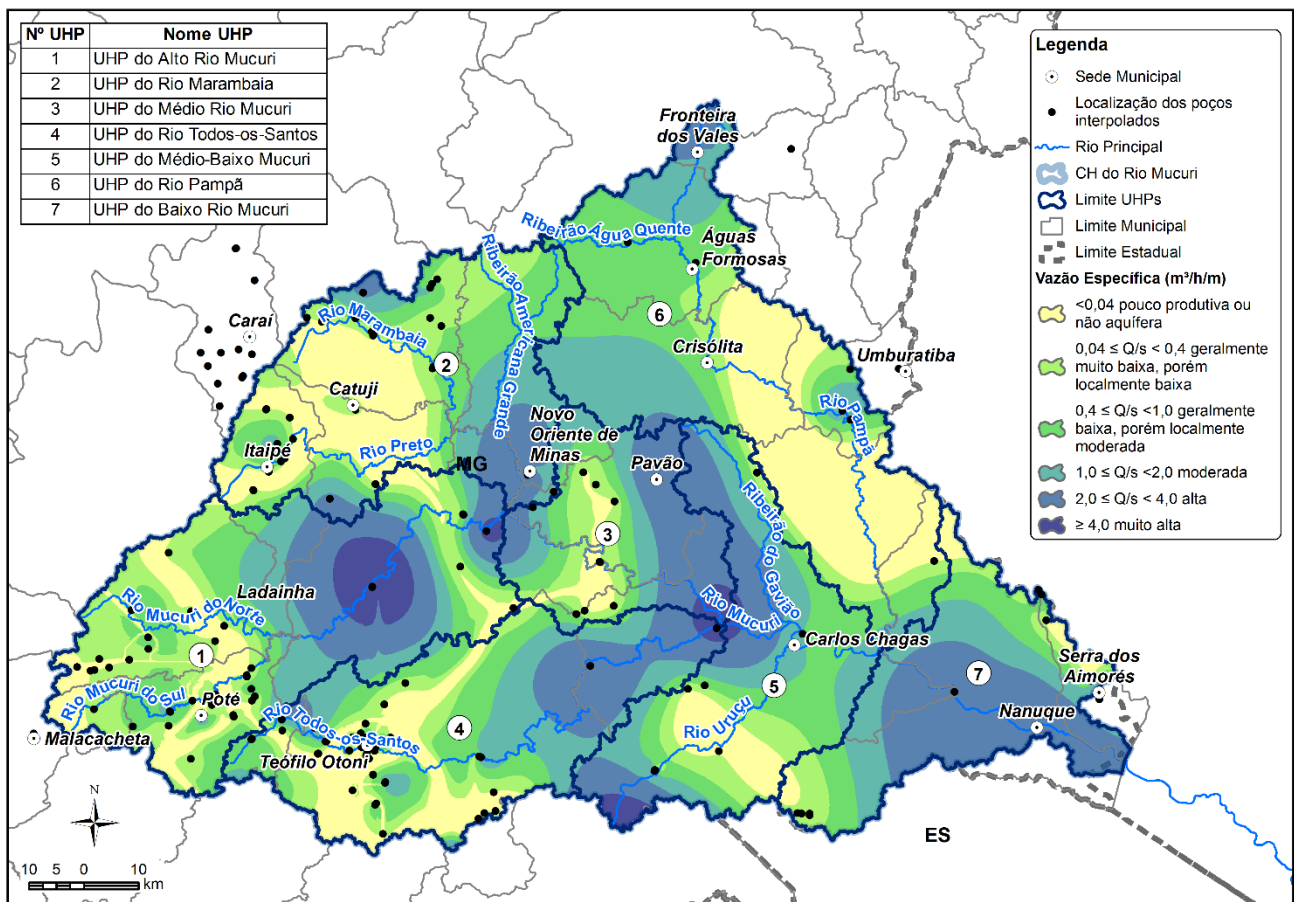 Nº UHP Nome UHP
1 UHP do Alto Rio Mucuri
2 UHP do Rio Marambaia
3 UHP do Médio Rio Mucuri
4 UHP do Rio Todos-os-Santos
5 UHP do Médio-Baixo Mucuri
6 UHP do Rio Pampã
7 UHP do Baixo Rio Mucuri
Legenda
Sede Municipal
Localização dos poços
interpolados
Rio Principal
CH do Rio Mucuri
Limite UHPs
Limite Municipal
Limite Estadual
Vazão Específica (m³/h/m)
<0,04 pouco produtiva ou
não aquífera
0,04 ≤ Q/s < 0,4 geralmente
muito baixa, porém
localmente baixa
0,4 ≤ Q/s <1,0 geralmente
baixa, porém localmente
moderada
1,0 ≤ Q/s <2,0 moderada
2,0 ≤ Q/s < 4,0 alta
≥ 4,0 muito alta
Fronteira
dos Vales
Ribeirão Água Quente
Águas
Formosas
Ribeirão Americana Grande
Rio Marambaia
Caraí
6
Crisólita
Umburatiba
2
Catuji
Rio Pampã
Novo
Oriente de
Minas
Rio Preto
Itaipé
MG
Pavão
Ribeirão do Gavião
3
Ladainha
Rio Mucuri do Norte
Rio Mucuri
Carlos Chagas
1
Serra dos
Aimorés
7
5
Rio Mucuri do Sul
Poté
Nanuque
Malacacheta
Rio Todos-os-Santos
4
Rio Uruçu
Teófilo Otoni
N
ES
10 5 0 10
km